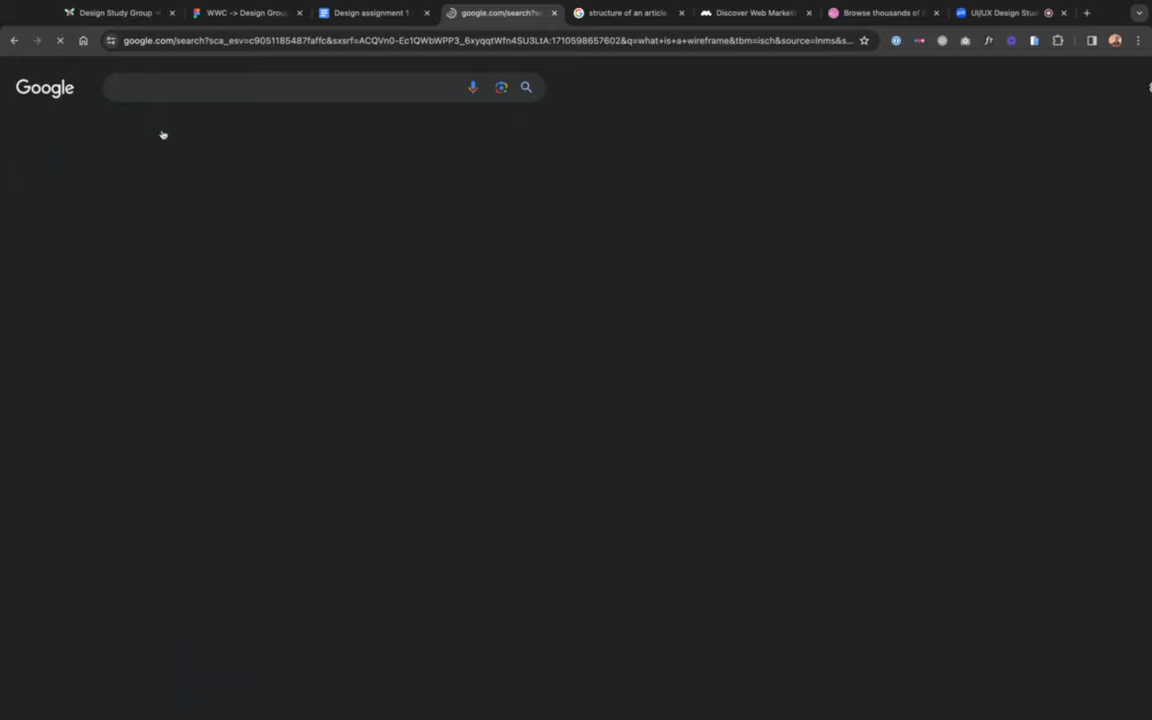 Design Study Group
WWC -> Design Grou
Design assignment 1
google.com/search?s
structure of an article
Discover Web Market
Browse thousands of
UI/UX Design Stud
google.com/search?sca_esv=c9051185487faffc&sxsrf=ACQVn0-Ec1QWbWPP3_6xyqqtWfn4SU3LtA:1710598657602&q=what+is+a+wireframe&tbm=isch&source=lnms&s...
Google